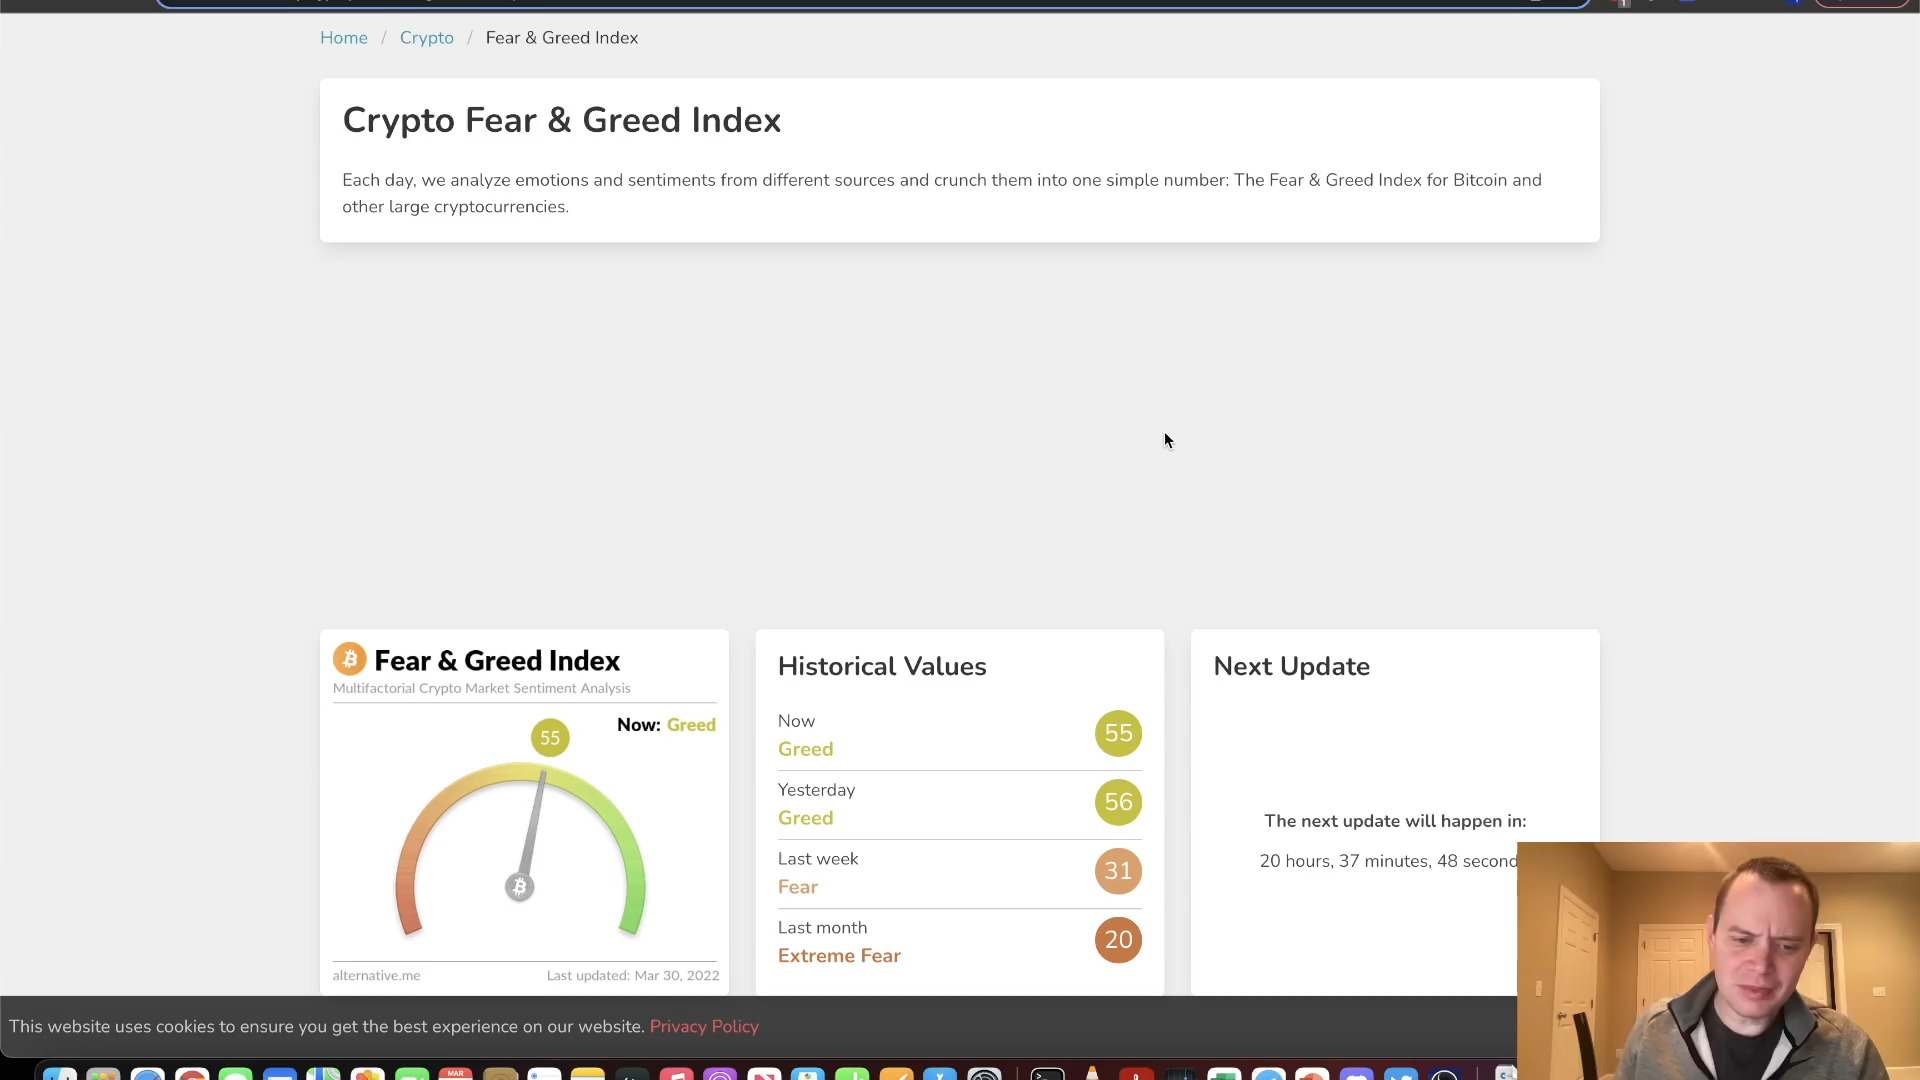 Home / Crypto / Fear & Greed Index
Crypto Fear & Greed Index
Each day, we analyze emotions and sentiments from different sources and crunch them into one simple number: The Fear & Greed Index for Bitcoin and
other large cryptocurrencies.
Fear & Greed Index
Multifactorial Crypto Market Sentiment Analysis
Now: Greed
55
alternative.me
Last updated: Mar 30, 2022
Historical Values
Now
Greed
55
Yesterday
Greed
56
Last week
Fear
31
Last month
Extreme Fear
20
Next Update
The next update will happen in:
20 hours, 37 minutes, 48 second
This website uses cookies to ensure you get the best experience on our website. Privacy Policy
MAR